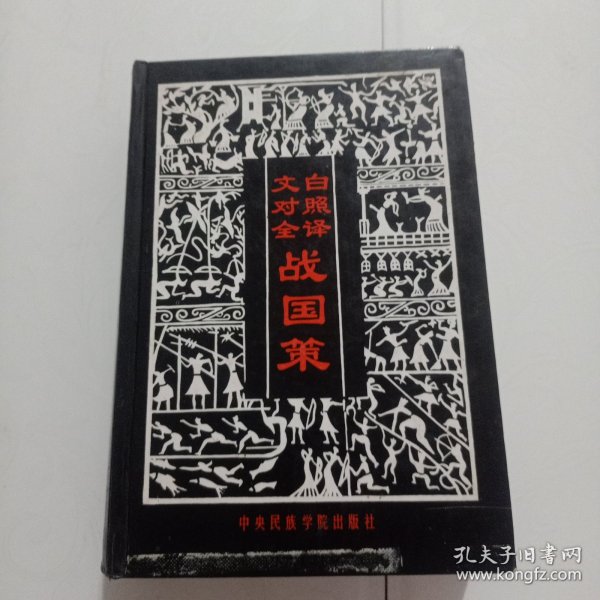 文白
对照
全译
战国策
中央民族学院出版社
孔夫子旧书网
www.kongfz.com